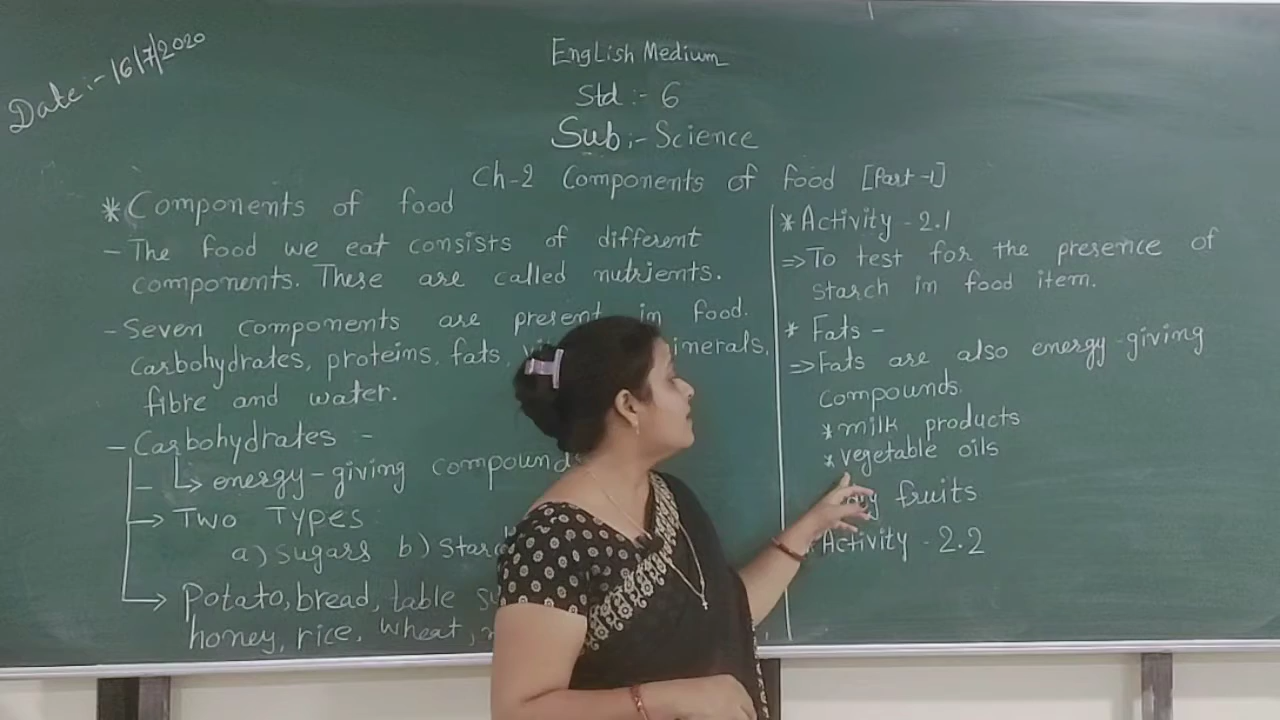 Date:- 16/7/2020
English Medium
Std :- 6
Sub :- Science
Ch-2 Components of food [Part-1]
* Components of food
- The food we eat consists of different
components. These are called nutrients.
- Seven components are present in food.
carbohydrates, proteins, fats,
fibre and water.
- Carbohydrates :-
- ↳ energy-giving
→ Two Types
a) Sugars b)
→ Potato, bread, table
honey, rice, wheat,
* Activity - 2.1
⇒ To test for the presence of
starch in food item.
* Fats -
⇒ Fats are also energy-giving
compounds.
* milk products
* vegetable oils
fruits
Activity - 2.2